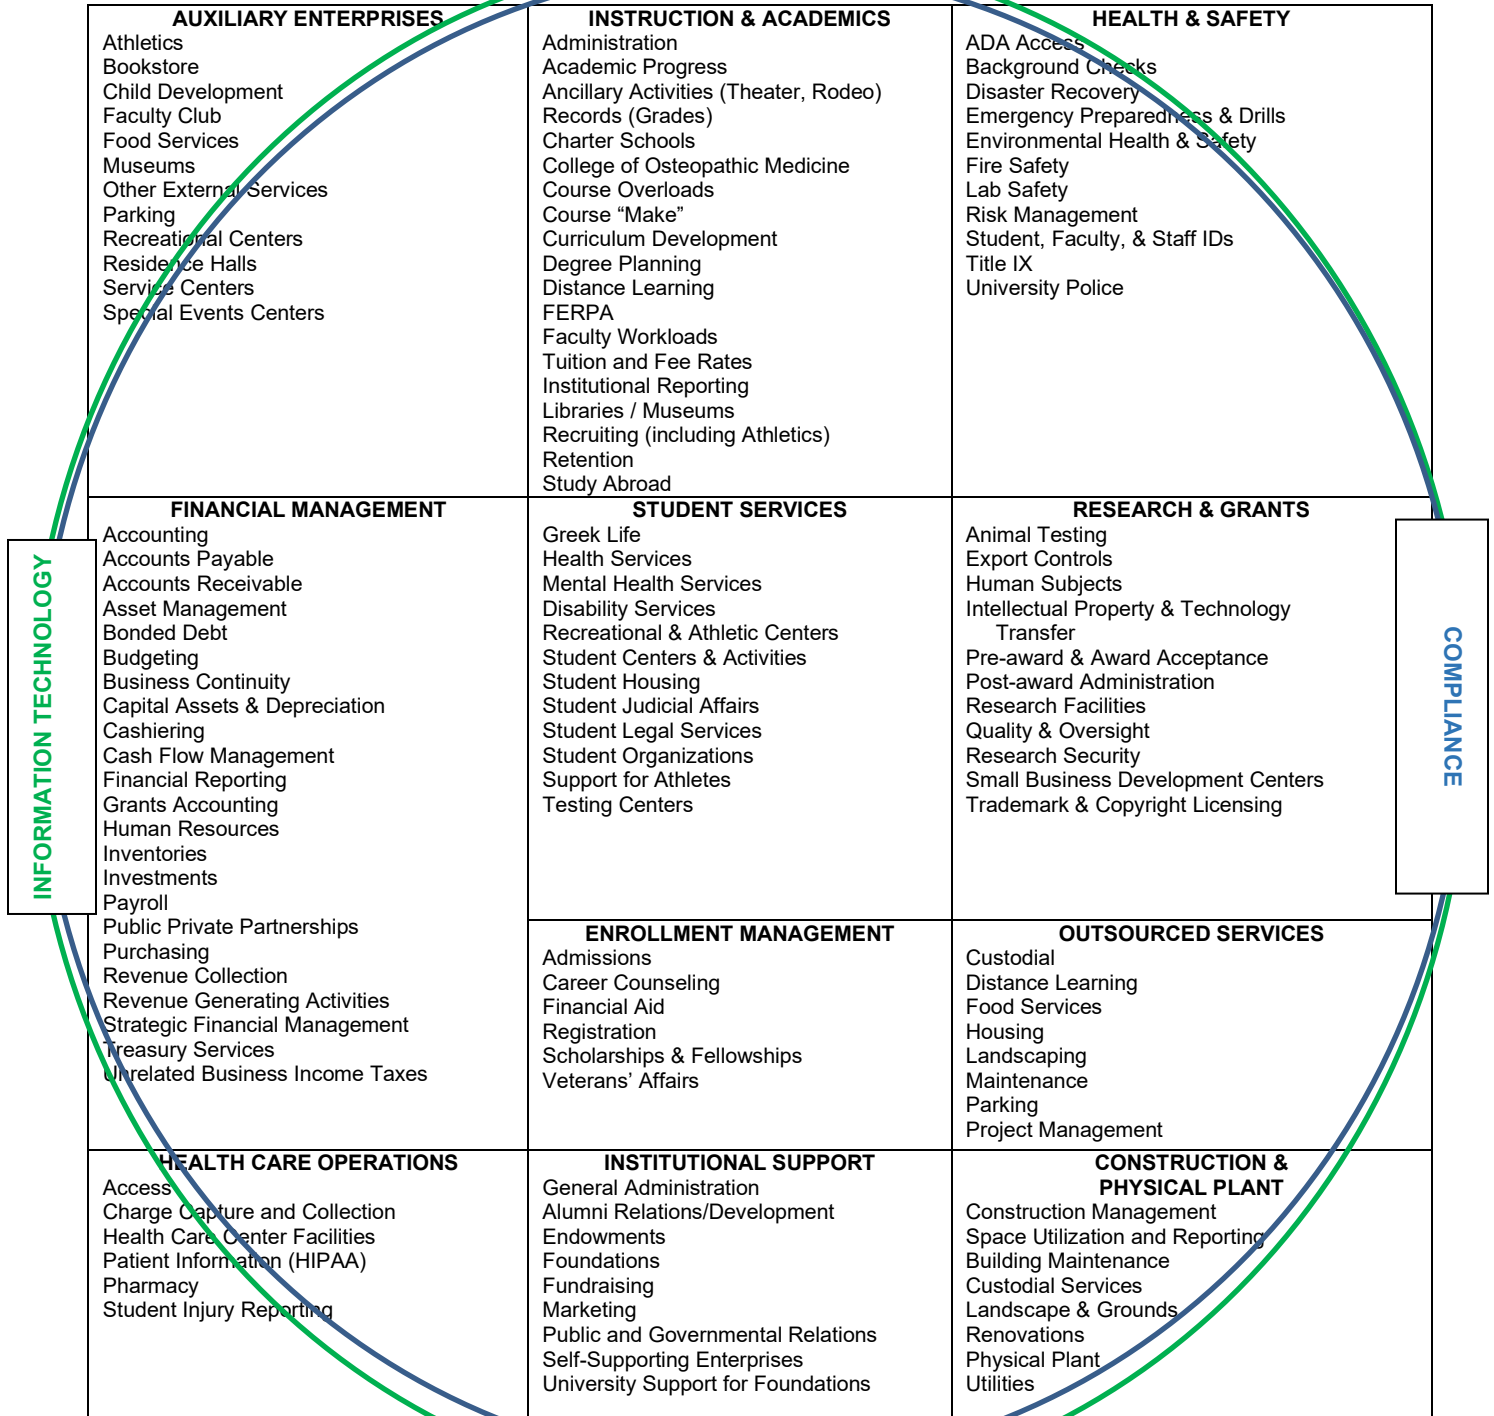 AUXILIARY ENTERPRISES
Athletics
Bookstore
Child Development
Faculty Club
Food Services
Museums
Other External Services
Parking
Recreational Centers
Residence Halls
Service Centers
Special Events Centers
INSTRUCTION & ACADEMICS
Administration
Academic Progress
Ancillary Activities (Theater, Rodeo)
Records (Grades)
Charter Schools
College of Osteopathic Medicine
Course Overloads
Course “Make”
Curriculum Development
Degree Planning
Distance Learning
FERPA
Faculty Workloads
Tuition and Fee Rates
Institutional Reporting
Libraries / Museums
Recruiting (including Athletics)
Retention
Study Abroad
HEALTH & SAFETY
ADA Access
Background Checks
Disaster Recovery
Emergency Preparedness & Drills
Environmental Health & Safety
Fire Safety
Lab Safety
Risk Management
Student, Faculty, & Staff IDs
Title IX
University Police
INFORMATION TECHNOLOGY
FINANCIAL MANAGEMENT
Accounting
Accounts Payable
Accounts Receivable
Asset Management
Bonded Debt
Budgeting
Business Continuity
Capital Assets & Depreciation
Cashiering
Cash Flow Management
Financial Reporting
Grants Accounting
Human Resources
Inventories
Investments
Payroll
Public Private Partnerships
Purchasing
Revenue Collection
Revenue Generating Activities
Strategic Financial Management
Treasury Services
Unrelated Business Income Taxes
STUDENT SERVICES
Greek Life
Health Services
Mental Health Services
Disability Services
Recreational & Athletic Centers
Student Centers & Activities
Student Housing
Student Judicial Affairs
Student Legal Services
Student Organizations
Support for Athletes
Testing Centers
RESEARCH & GRANTS
Animal Testing
Export Controls
Human Subjects
Intellectual Property & Technology
Transfer
Pre-award & Award Acceptance
Post-award Administration
Research Facilities
Quality & Oversight
Research Security
Small Business Development Centers
Trademark & Copyright Licensing
COMPLIANCE
ENROLLMENT MANAGEMENT
Admissions
Career Counseling
Financial Aid
Registration
Scholarships & Fellowships
Veterans’ Affairs
OUTSOURCED SERVICES
Custodial
Distance Learning
Food Services
Housing
Landscaping
Maintenance
Parking
Project Management
HEALTH CARE OPERATIONS
Access
Charge Capture and Collection
Health Care Center Facilities
Patient Information (HIPAA)
Pharmacy
Student Injury Reporting
INSTITUTIONAL SUPPORT
General Administration
Alumni Relations/Development
Endowments
Foundations
Fundraising
Marketing
Public and Governmental Relations
Self-Supporting Enterprises
University Support for Foundations
CONSTRUCTION &
PHYSICAL PLANT
Construction Management
Space Utilization and Reporting
Building Maintenance
Custodial Services
Landscape & Grounds
Renovations
Physical Plant
Utilities